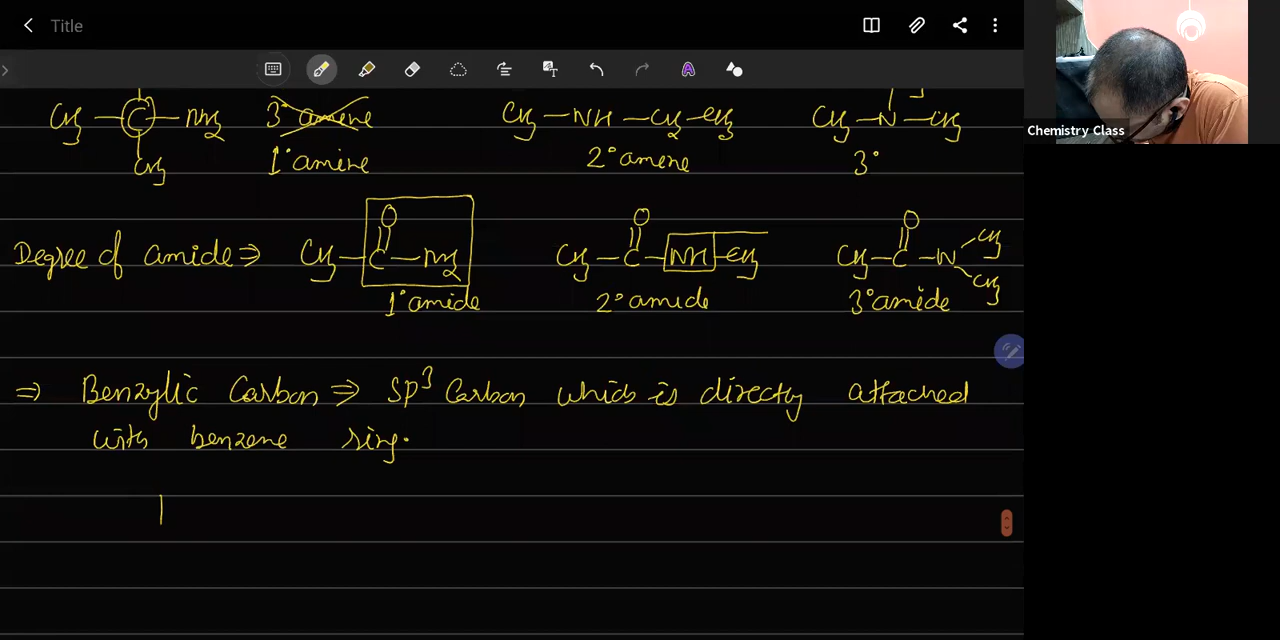 Title
Chemistry Class
CH3 — C — NH2 3° amine CH3 — NH — CH2 — CH3 CH3 — N — CH3
CH3 1° amine 2° amene 3°
O O O
Degree of amide ⇒ CH3 — C — NH2 CH3 — C — NH — CH3 CH3 — C — N CH3
CH3
1° amide 2° amide 3° amide
⇒ Benzylic Carbon ⇒ SP3 Carbon which is directly attached
with benzene ring.